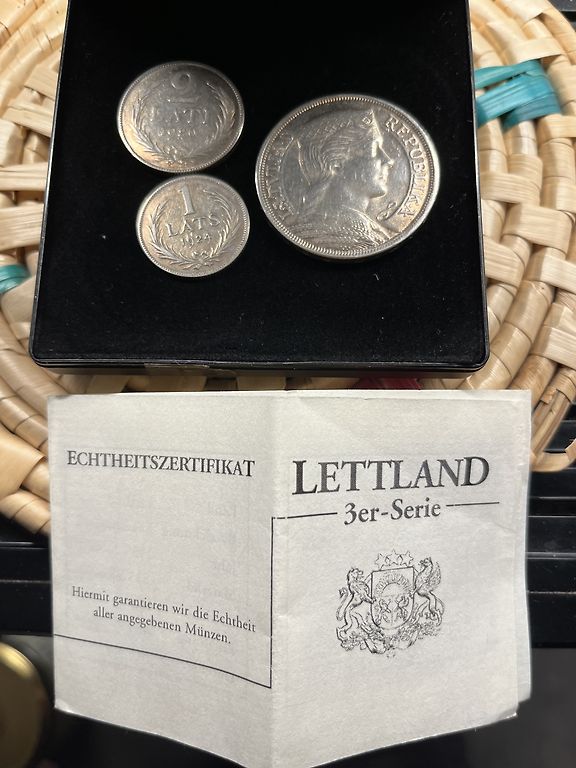 2
LATI
LATVIJAS REPUBLIKA
1
LATS
1924
ECHTHEITSZERTIFIKAT
Hiermit garantieren wir die Echtheit
aller angegebenen Münzen.
LETTLAND
3er-Serie